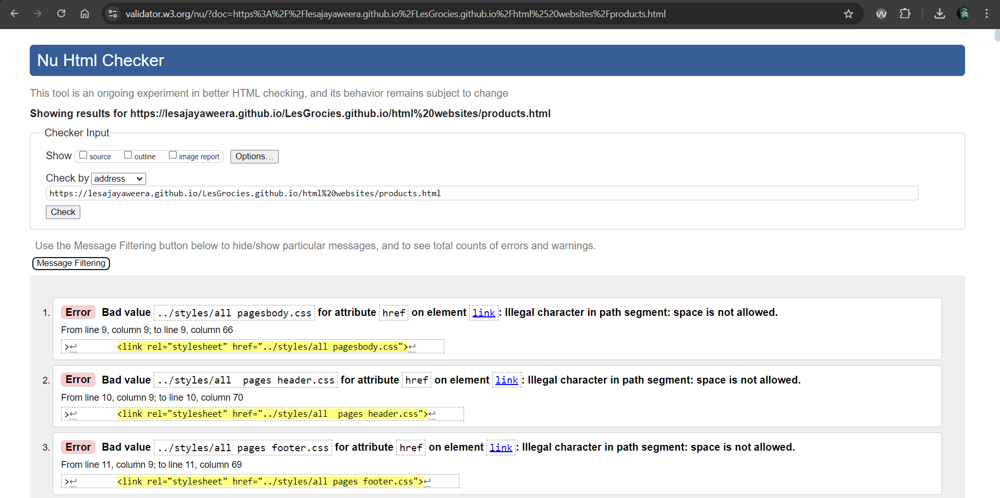 validator.w3.org/nu/?doc=https%3A%2F%2Flesajayaweera.github.io%2FLesGrocies.github.io%2Fhtml%2520websites%2Fproducts.html
Nu Html Checker
This tool is an ongoing experiment in better HTML checking, and its behavior remains subject to change
Showing results for https://lesajayaweera.github.io/LesGrocies.github.io/html%20websites/products.html
Checker Input
Show source outline image report Options...
Check by address
https://lesajayaweera.github.io/LesGrocies.github.io/html%20websites/products.html
Check
Use the Message Filtering button below to hide/show particular messages, and to see total counts of errors and warnings.
Message Filtering
1. Error Bad value ../styles/all pagesbody.css for attribute href on element link: Illegal character in path segment: space is not allowed.
From line 9, column 9; to line 9, column 66
>↩ <link rel="stylesheet" href="../styles/all pagesbody.css">↩
2. Error Bad value ../styles/all  pages header.css for attribute href on element link: Illegal character in path segment: space is not allowed.
From line 10, column 9; to line 10, column 70
>↩ <link rel="stylesheet" href="../styles/all  pages header.css">↩
3. Error Bad value ../styles/all pages footer.css for attribute href on element link: Illegal character in path segment: space is not allowed.
From line 11, column 9; to line 11, column 69
>↩ <link rel="stylesheet" href="../styles/all pages footer.css">↩